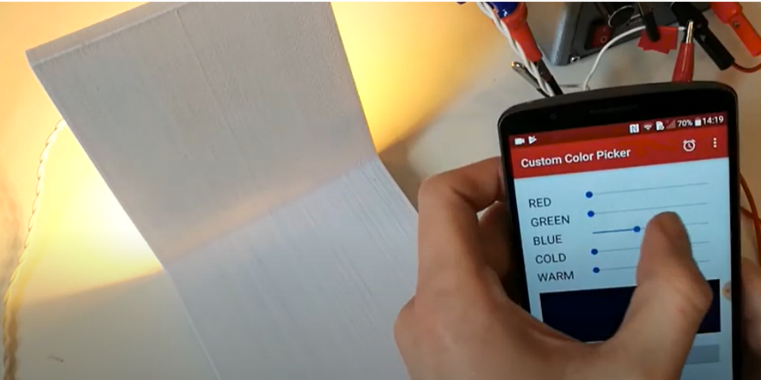 70% 14:19
Custom Color Picker
RED
GREEN
BLUE
COLD
WARM